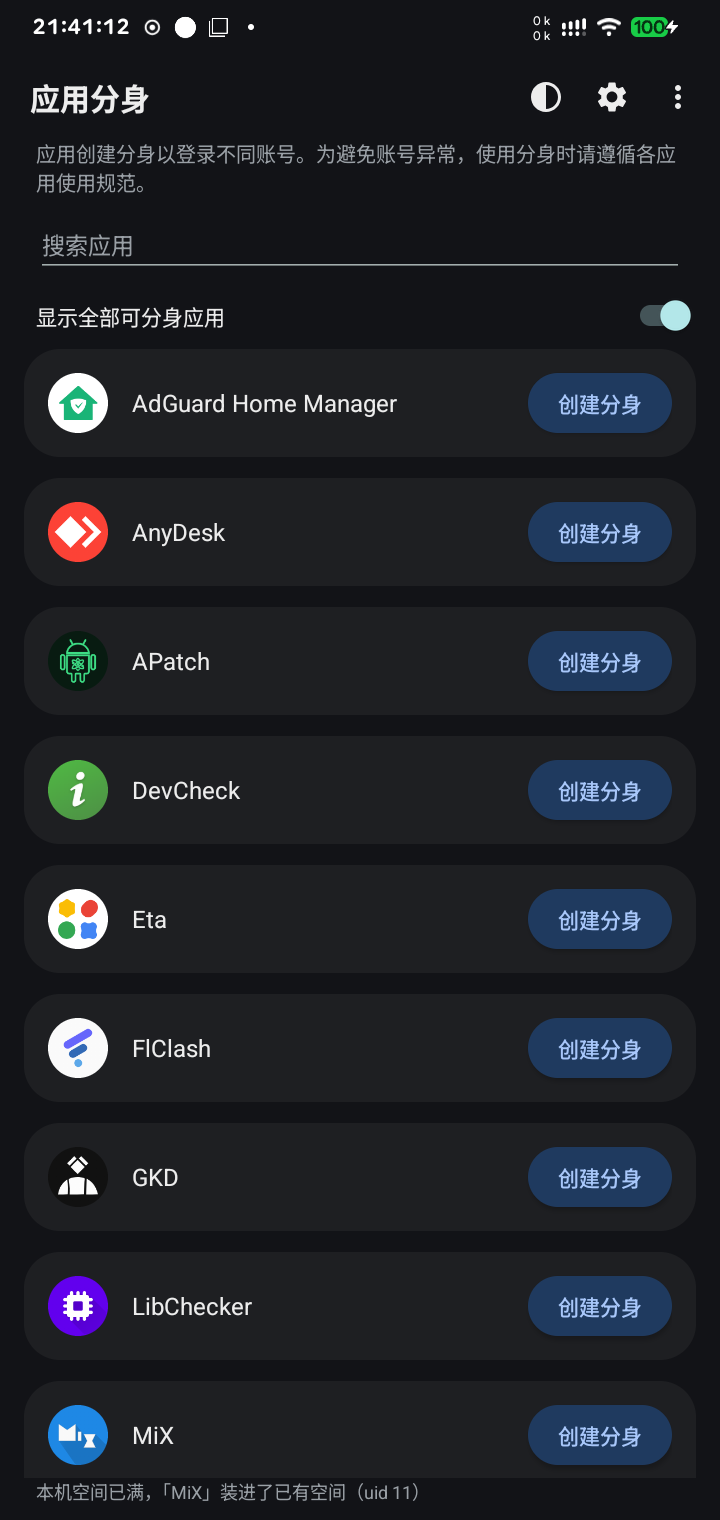 21:41:12
0 k
0 k
100
应用分身
应用创建分身以登录不同账号。为避免账号异常，使用分身时请遵循各应
用使用规范。
搜索应用
显示全部可分身应用
AdGuard Home Manager 创建分身
AnyDesk 创建分身
APatch 创建分身
DevCheck 创建分身
Eta 创建分身
FlClash 创建分身
GKD 创建分身
LibChecker 创建分身
MiX 创建分身
本机空间已满，「MiX」装进了已有空间（uid 11）